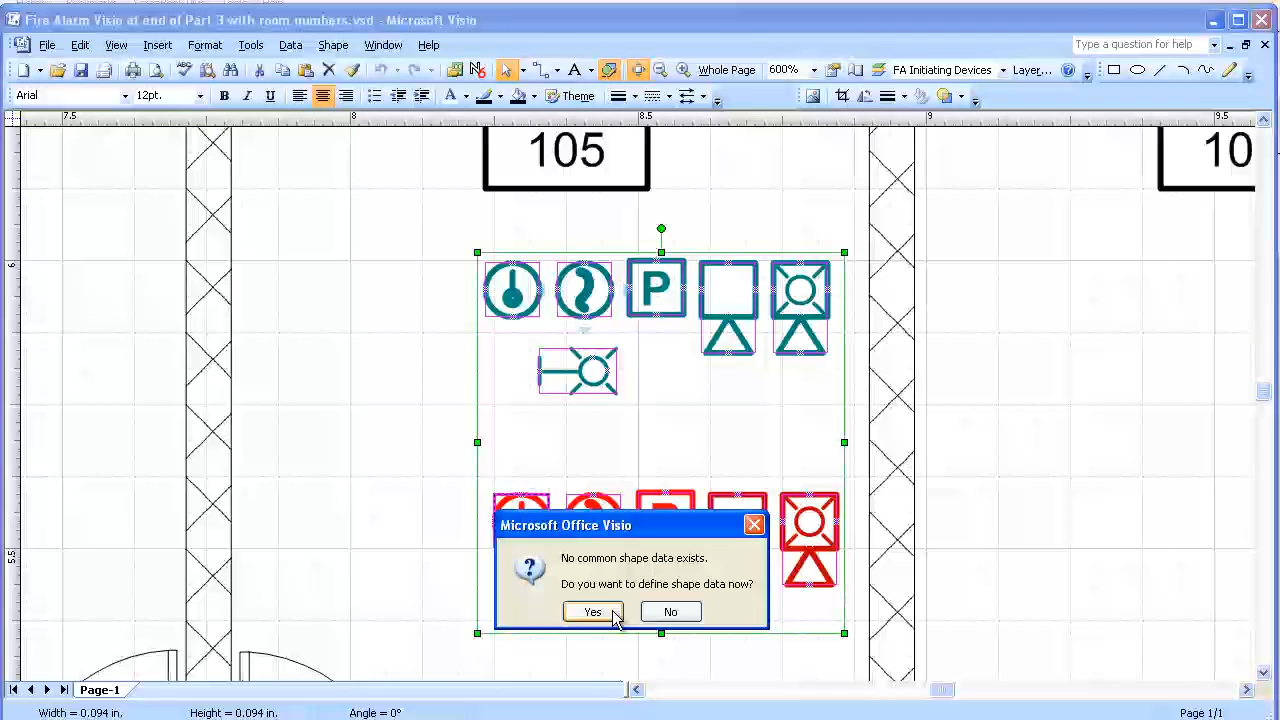 Fire Alarm Visio at end of Part 3 with room numbers.vsd - Microsoft Visio
File Edit View Insert Format Tools Data Shape Window Help Type a question for help
Whole Page 600% FA Initiating Devices Layer...
Arial 12pt. B I U A Theme
7.5 8 8.5 9 9.5
105 10
6
P
Microsoft Office Visio
No common shape data exists.
5.5
Do you want to define shape data now?
Yes No
Page-1
Width = 0.094 in. Height = 0.094 in. Angle = 0° Page 1/1